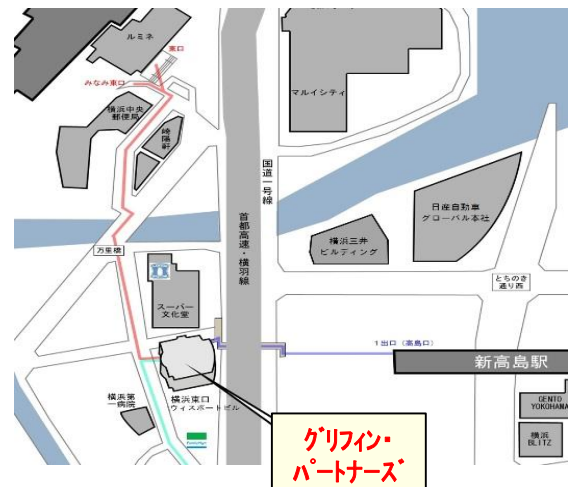 ルミネ
東口
みなみ東口
横浜中央
郵便局
崎陽軒
マルイシティ
国道一号線
首都高速・横羽線
日産自動車
グローバル本社
横浜三井
ビルディング
万里橋
とちのき
通り西
スーパー
文化堂
1出口(高島口)
新高島駅
横浜第
一病院
横浜東口
ウィスポートビル
GENTO
YOKOHAMA
横浜
BLITZ
グリフィン・
パートナーズ